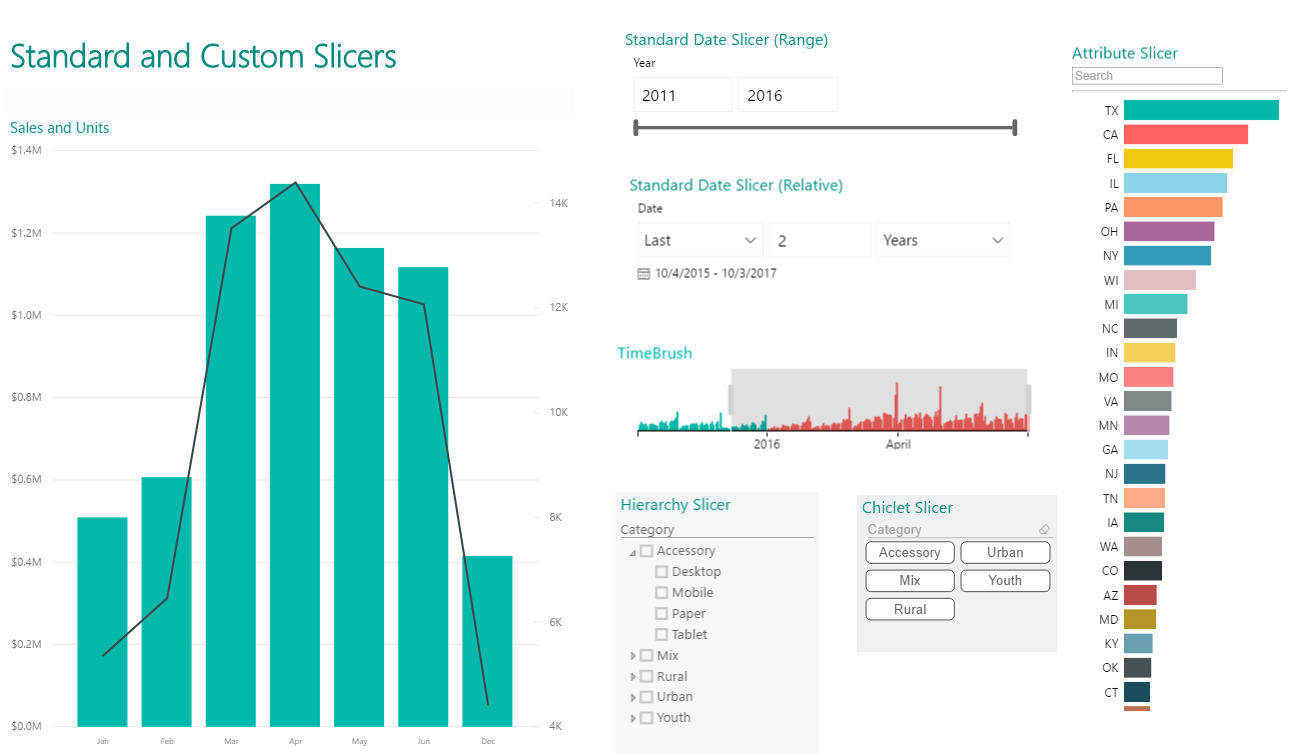 Standard and Custom Slicers
Sales and Units
$1.4M
$1.2M
$1.0M
$0.8M
$0.6M
$0.4M
$0.2M
$0.0M
14K
12K
10K
8K
6K
4K
Jan Feb Mar Apr May Jun Dec
Standard Date Slicer (Range)
Year
2011 2016
Standard Date Slicer (Relative)
Date
Last 2 Years
10/4/2015 - 10/3/2017
TimeBrush
2016 April
Hierarchy Slicer
Category
Accessory
Desktop
Mobile
Paper
Tablet
Mix
Rural
Urban
Youth
Chiclet Slicer
Category
Accessory Urban
Mix Youth
Rural
Attribute Slicer
Search
TX
CA
FL
IL
PA
OH
NY
WI
MI
NC
IN
MO
VA
MN
GA
NJ
TN
IA
WA
CO
AZ
MD
KY
OK
CT